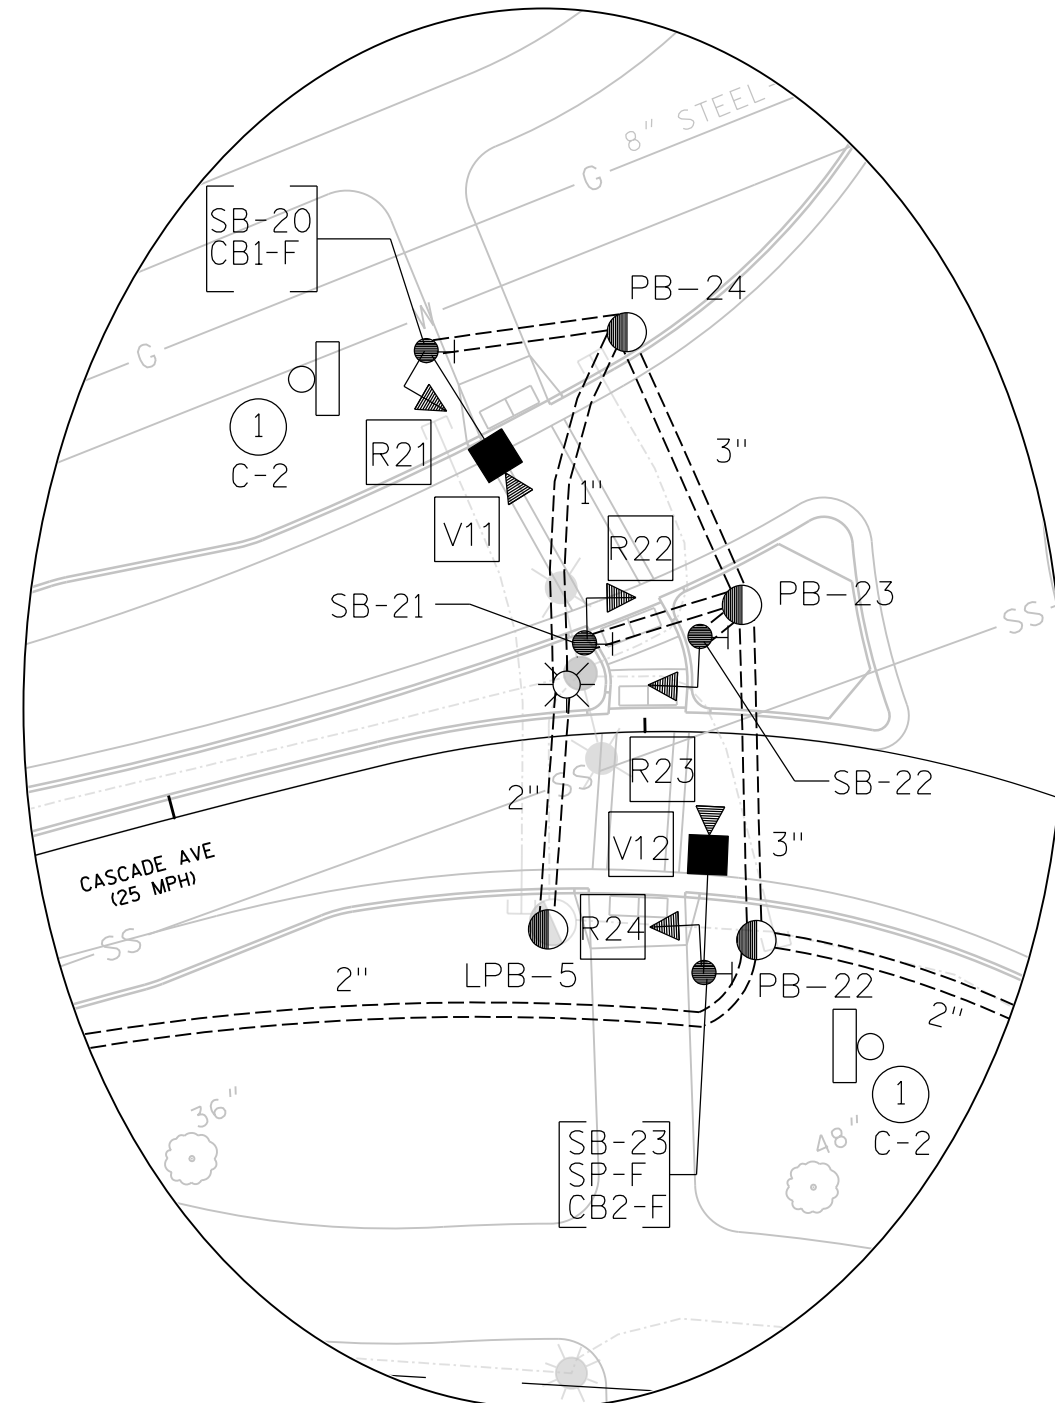 8" STEEL
G
SB-20
CB1-F
PB-24
W
G
1
C-2
R21
3"
1"
V11
R22
SB-21
PB-23
SS
R23
SS
SB-22
2"
V12
3"
CASCADE AVE
(25 MPH)
R24
SS
LPB-5
2"
PB-22
2"
1
C-2
36"
48"
SB-23
SP-F
CB2-F